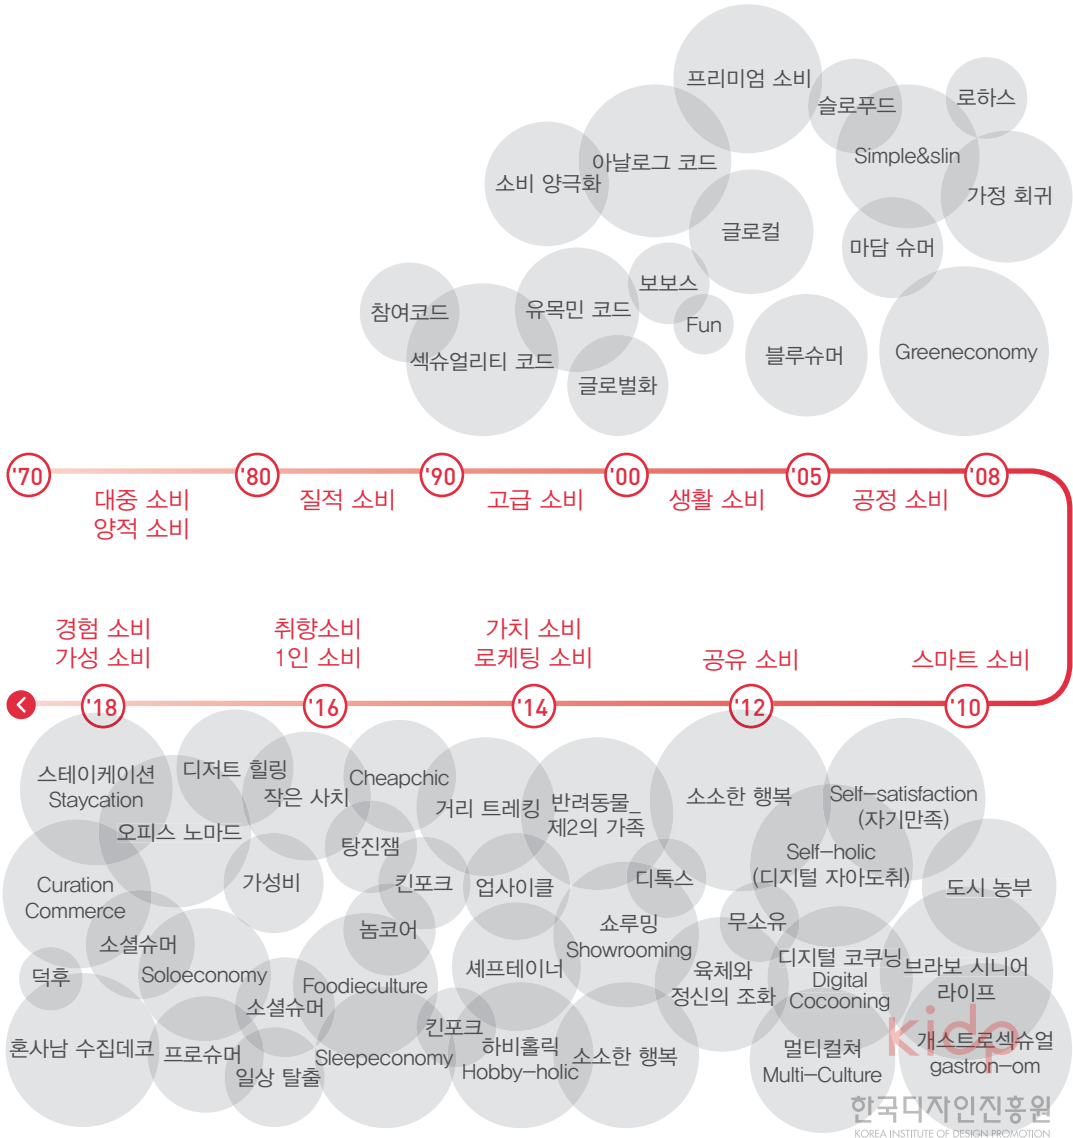 프리미엄 소비
슬로푸드
로하스
아날로그 코드
Simple&slin
소비 양극화
가정 회귀
글로컬
마담 슈머
보보스
참여코드
유목민 코드
Fun
섹슈얼리티 코드
블루슈머
Greeneconomy
글로벌화
'70
'80
'90
'00
'05
'08
대중 소비
양적 소비
질적 소비
고급 소비
생활 소비
공정 소비
경험 소비
가성 소비
취향소비
1인 소비
가치 소비
로케팅 소비
공유 소비
스마트 소비
'18
'16
'14
'12
'10
스테이케이션
Staycation
디저트 힐링
작은 사치
Cheapchic
거리 트레킹
반려동물_
제2의 가족
소소한 행복
Self-satisfaction
(자기만족)
오피스 노마드
탕진잼
Self-holic
(디지털 자아도취)
Curation
Commerce
가성비
킨포크
업사이클
디톡스
도시 농부
소셜슈머
놈코어
쇼루밍
Showrooming
무소유
덕후
Soloeconomy
Foodieculture
셰프테이너
육체와
정신의 조화
디지털 코쿠닝
Digital
Cocooning
브라보 시니어
라이프
소셜슈머
혼사남 수집데코
프로슈머
일상 탈출
Sleepeconomy
킨포크
하비홀릭
Hobby-holic
소소한 행복
멀티컬쳐
Multi-Culture
개스트로섹슈얼
gastron-om
kidp
한국디자인진흥원
KOREA INSTITUTE OF DESIGN PROMOTION